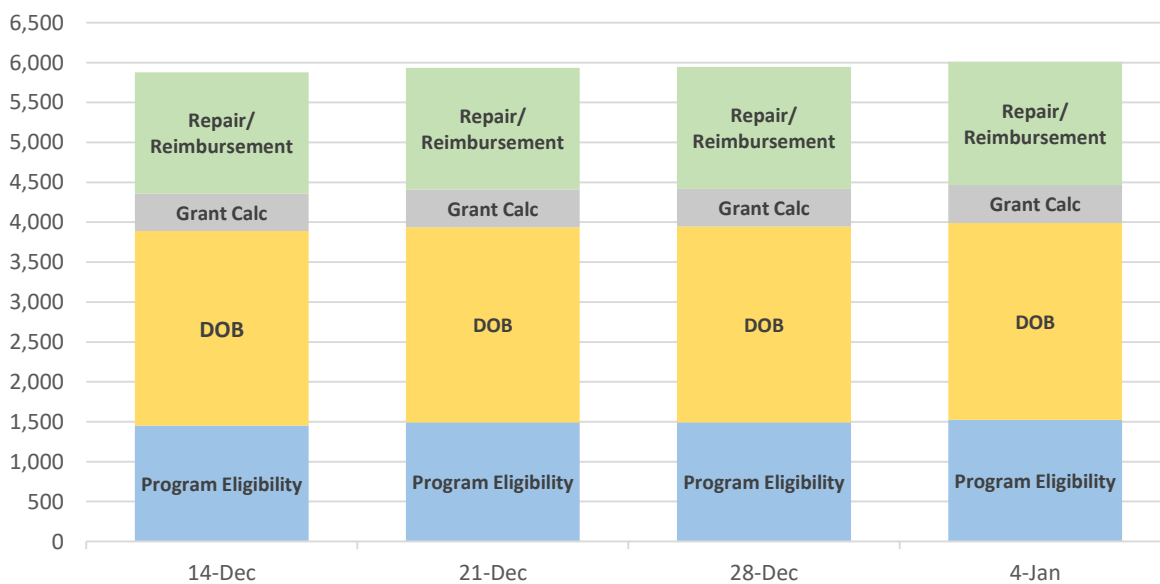 6,500
6,000
5,500
5,000
4,500
4,000
3,500
3,000
2,500
2,000
1,500
1,000
500
0
Repair/
Reimbursement
Grant Calc
DOB
Program Eligibility
Repair/
Reimbursement
Grant Calc
DOB
Program Eligibility
Repair/
Reimbursement
Grant Calc
DOB
Program Eligibility
Repair/
Reimbursement
Grant Calc
DOB
Program Eligibility
14-Dec
21-Dec
28-Dec
4-Jan